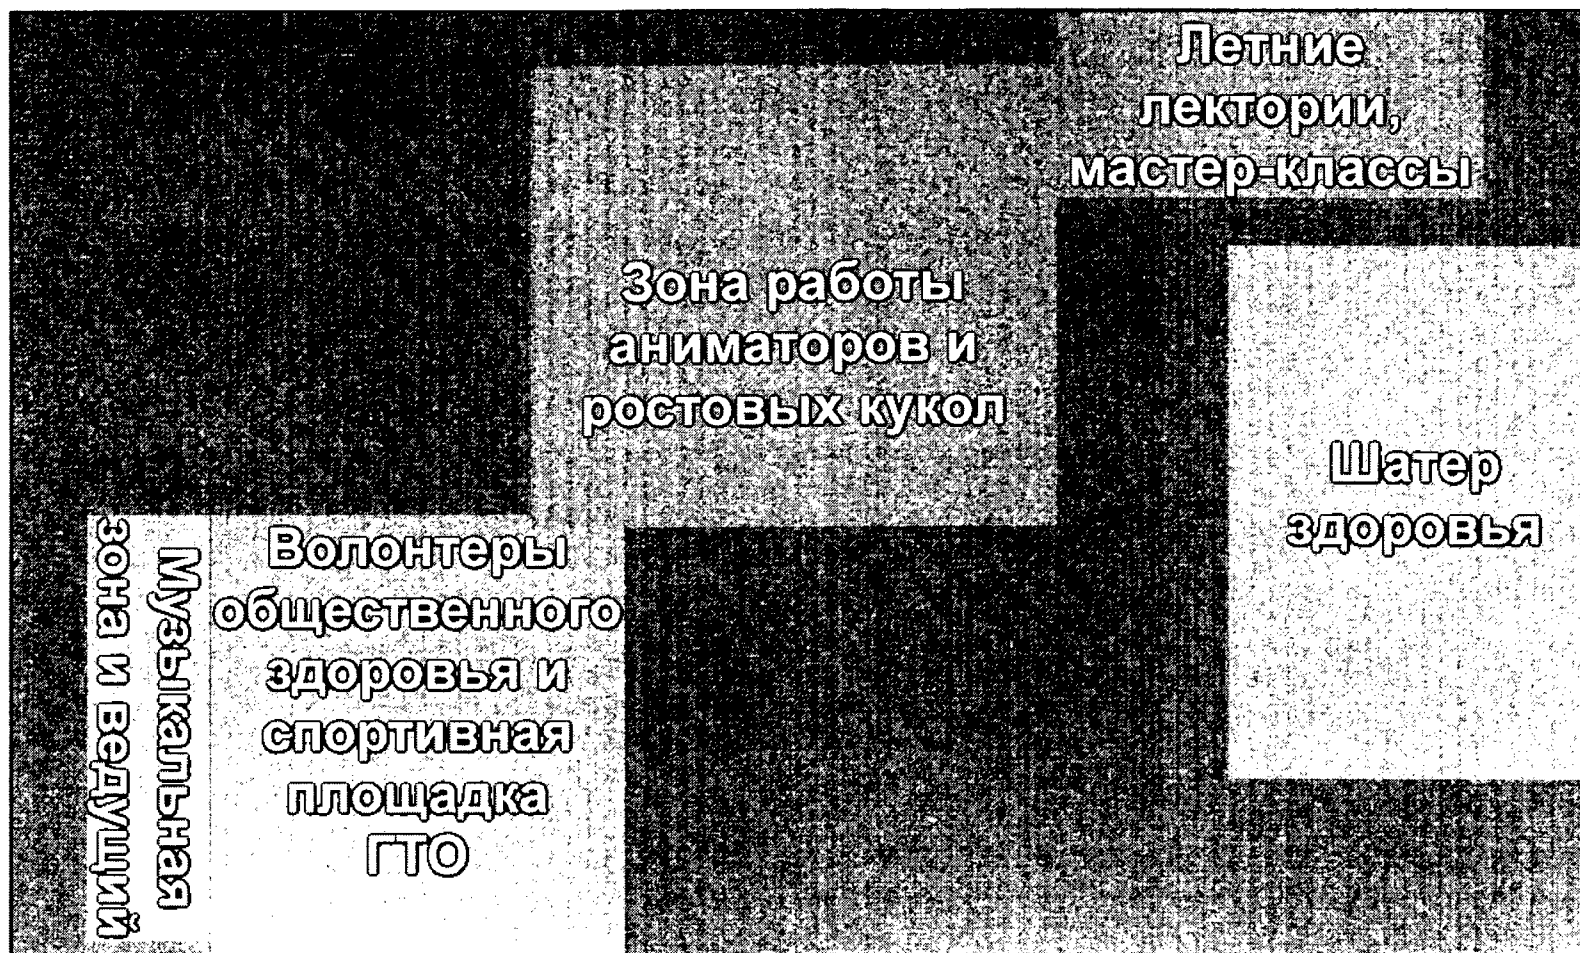 Летние
лектории,
мастер-классы
Зона работы
аниматоров и
ростовых кукол
Шатер
здоровья
Музыкальная
зона и ведущий
Волонтеры
общественного
здоровья и
спортивная
площадка
ГТО